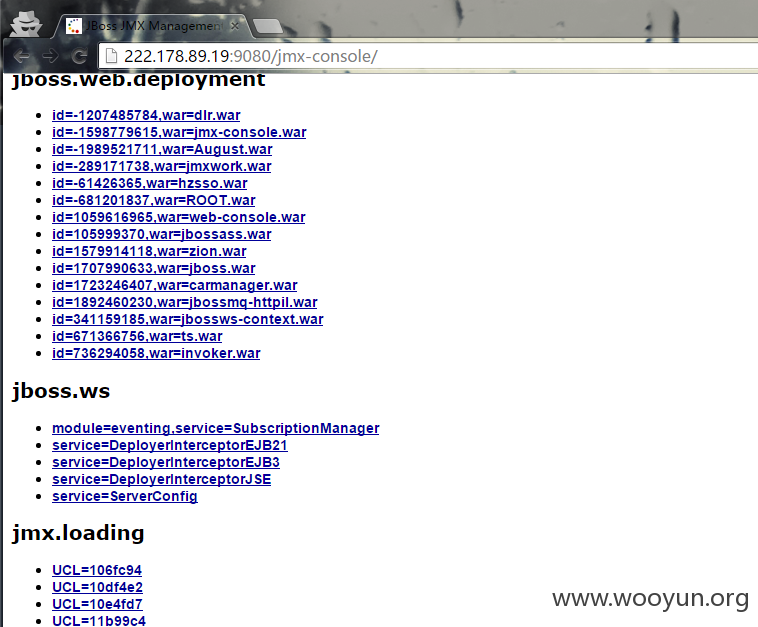 JBoss JMX Management
222.178.89.19:9080/jmx-console/
jboss.web.deployment
id=-1207485784,war=dlr.war
id=-1598779615,war=jmx-console.war
id=-1989521711,war=August.war
id=-289171738,war=jmxwork.war
id=-61426365,war=hzsso.war
id=-681201837,war=ROOT.war
id=1059616965,war=web-console.war
id=105999370,war=jbossass.war
id=1579914118,war=zion.war
id=1707990633,war=jboss.war
id=1723246407,war=carmanager.war
id=1892460230,war=jbossmq-httpil.war
id=341159185,war=jbossws-context.war
id=671366756,war=ts.war
id=736294058,war=invoker.war
jboss.ws
module=eventing,service=SubscriptionManager
service=DeployerInterceptorEJB21
service=DeployerInterceptorEJB3
service=DeployerInterceptorJSE
service=ServerConfig
jmx.loading
UCL=106fc94
UCL=10df4e2
UCL=10e4fd7
UCL=11b99c4
www.wooyun.org